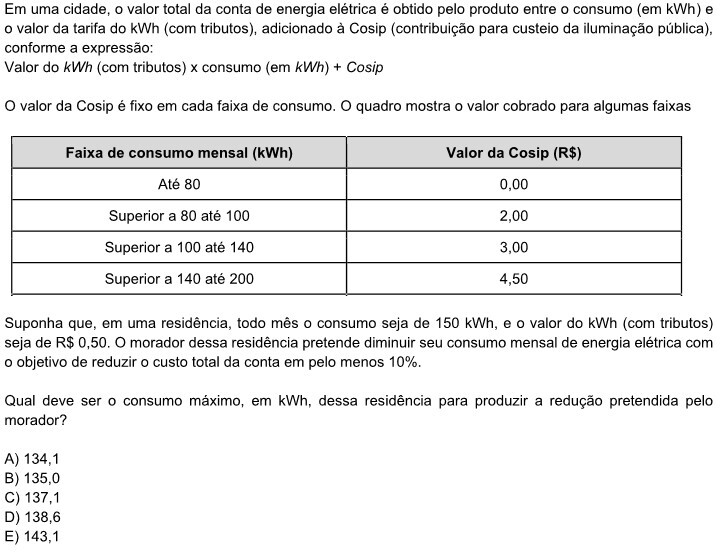 Em uma cidade, o valor total da conta de energia elétrica é obtido pelo produto entre o consumo (em kWh) e
o valor da tarifa do kWh (com tributos), adicionado à Cosip (contribuição para custeio da iluminação pública),
conforme a expressão:
Valor do kWh (com tributos) x consumo (em kWh) + Cosip
O valor da Cosip é fixo em cada faixa de consumo. O quadro mostra o valor cobrado para algumas faixas
Faixa de consumo mensal (kWh) Valor da Cosip (R$)
Até 80 0,00
Superior a 80 até 100 2,00
Superior a 100 até 140 3,00
Superior a 140 até 200 4,50
Suponha que, em uma residência, todo mês o consumo seja de 150 kWh, e o valor do kWh (com tributos)
seja de R$ 0,50. O morador dessa residência pretende diminuir seu consumo mensal de energia elétrica com
o objetivo de reduzir o custo total da conta em pelo menos 10%.
Qual deve ser o consumo máximo, em kWh, dessa residência para produzir a redução pretendida pelo
morador?
A) 134,1
B) 135,0
C) 137,1
D) 138,6
E) 143,1